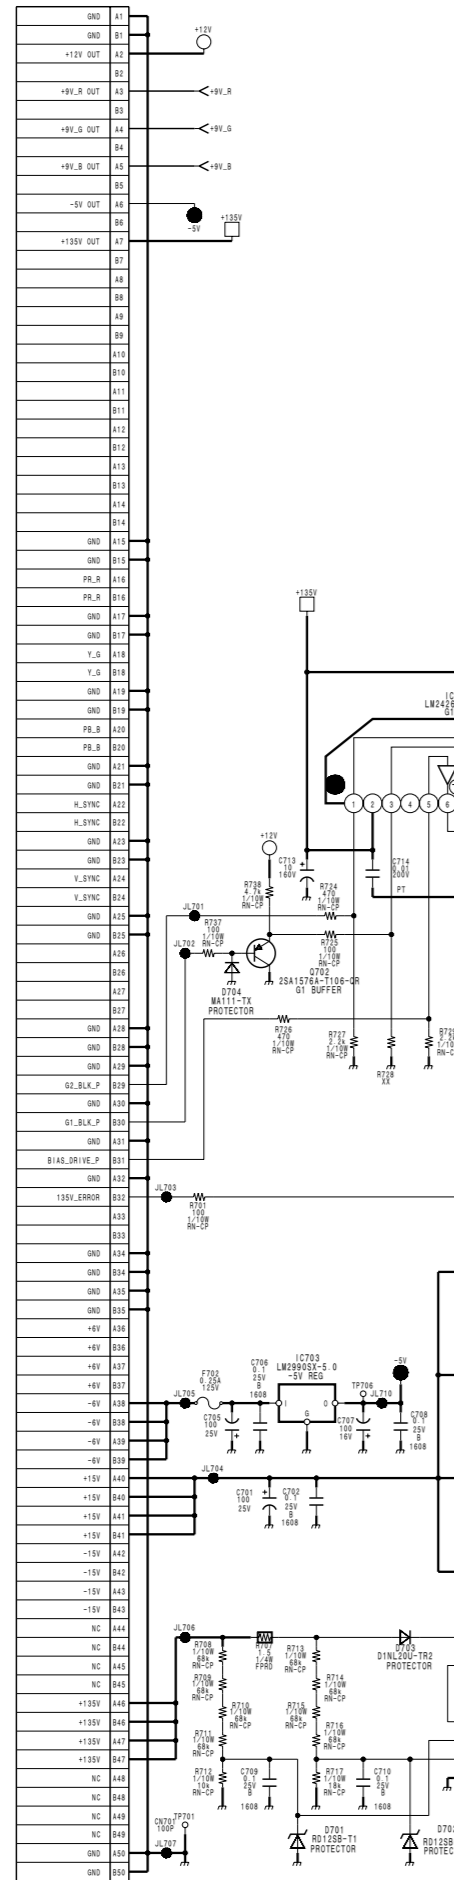 GND A1
GND B1
+12V OUT A2
B2
+9V_R OUT A3
B3
+9V_G OUT A4
B4
+9V_B OUT A5
B5
-5V OUT A6
B6
+135V OUT A7
B7
A8
B8
A9
B9
A10
B10
A11
B11
A12
B12
A13
B13
A14
B14
GND A15
GND B15
PR_R A16
PR_R B16
GND A17
GND B17
Y_G A18
Y_G B18
GND A19
GND B19
PB_B A20
PB_B B20
GND A21
GND B21
H_SYNC A22
H_SYNC B22
GND A23
GND B23
V_SYNC A24
V_SYNC B24
GND A25
GND B25
A26
B26
A27
B27
GND A28
GND B28
GND A29
G2_BLK_P B29
GND A30
G1_BLK_P B30
GND A31
BIAS_DRIVE_P B31
GND A32
135V_ERROR B32
A33
B33
GND A34
GND B34
GND A35
GND B35
+6V A36
+6V B36
+6V A37
+6V B37
-6V A38
-6V B38
-6V A39
-6V B39
+15V A40
+15V B40
+15V A41
+15V B41
-15V A42
-15V B42
-15V A43
-15V B43
NC A44
NC B44
NC A45
NC B45
+135V A46
+135V B46
+135V A47
+135V B47
NC A48
NC B48
NC A49
NC B49
GND A50
GND B50
+12V
+9V_R
+9V_G
+9V_B
-5V
+135V
+135V
IC
LM2426
G1
1 2 3 4 5 6
+12V
C713
10
160V
C714
0.01
200V
PT
R738
4.7k
1/10W
RN-CP
R724
470
1/10W
RN-CP
JL701
R737
100
1/10W
RN-CP
JL702
R725
100
1/10W
RN-CP
Q702
2SA1576A-T106-QR
G1 BUFFER
D704
MA111-TX
PROTECTOR
R726
470
1/10W
RN-CP
R727
2.2k
1/10W
RN-CP
R728
XX
R729
2.2k
1/10W
RN-CP
JL703
R701
100
1/10W
RN-CP
F702
0.25A
125V
JL705
C705
100
25V
C706
0.1
25V
B
1608
IC703
LM2990SX-5.0
-5V REG
I G O
TP706
JL710
-5V
C707
100
16V
C708
0.1
25V
B
1608
JL704
C701
100
25V
C702
0.1
25V
B
1608
JL706
R708
1/10W
68k
RN-CP
R707
1.5
1/4W
FPRD
R713
1/10W
68k
RN-CP
D703
D1NL20U-TR2
PROTECTOR
R709
1/10W
68k
RN-CP
R714
1/10W
68k
RN-CP
R710
1/10W
68k
RN-CP
R715
1/10W
68k
RN-CP
R711
1/10W
68k
RN-CP
R716
1/10W
68k
RN-CP
R712
1/10W
10k
RN-CP
C709
0.1
25V
B
1608
R717
1/10W
18k
RN-CP
C710
0.1
25V
B
1608
CN701
100P
TP701
JL707
D701
RD12SB-T1
PROTECTOR
D702
RD12SB
PROTEC